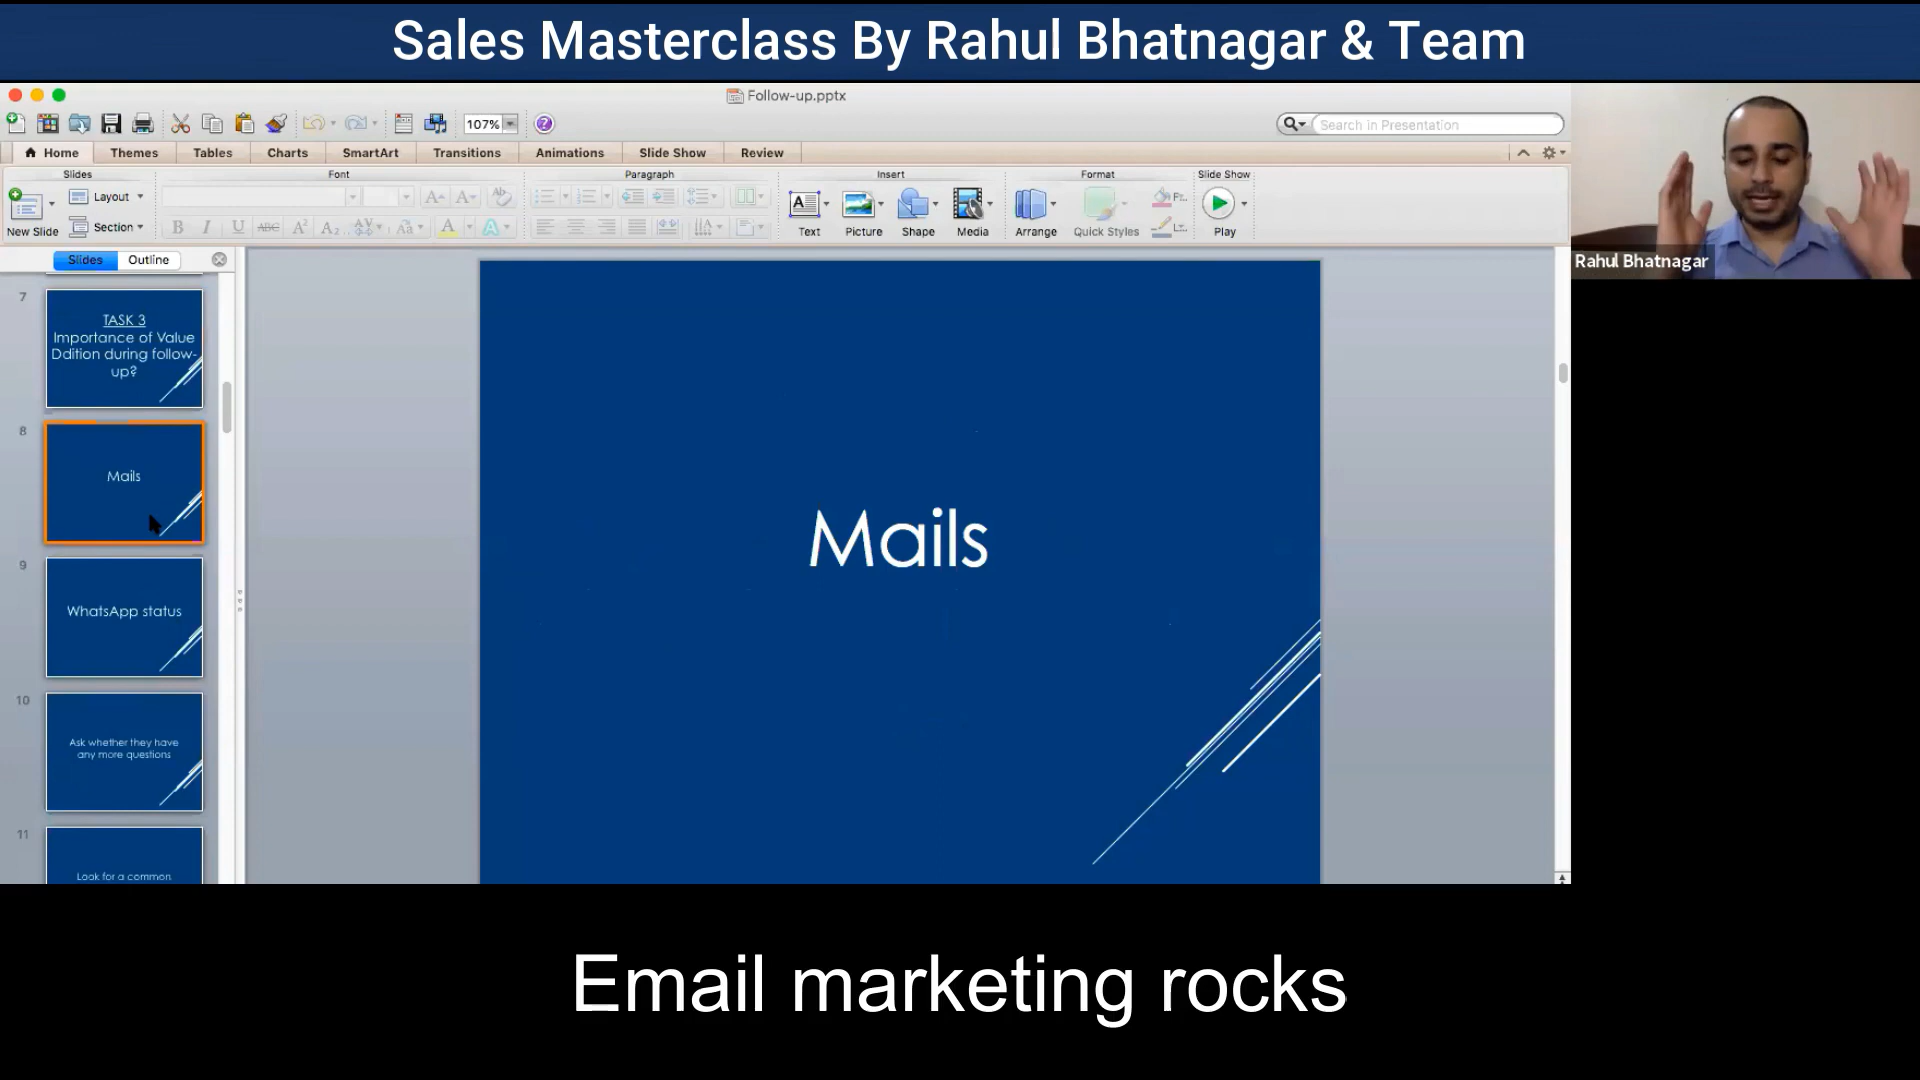 Sales Masterclass By Rahul Bhatnagar & Team
Follow-up.pptx
107%
Search in Presentation
Home
Themes
Tables
Charts
SmartArt
Transitions
Animations
Slide Show
Review
Slides
Font
Paragraph
Insert
Format
Slide Show
New Slide
Layout
Section
B I U ABC
Text
Picture
Shape
Media
Arrange
Quick Styles
Play
Rahul Bhatnagar
Slides
Outline
7
TASK 3
Importance of Value
Ddition during follow-
up?
8
Mails
9
WhatsApp status
10
Ask whether they have
any more questions
11
Look for a common
Mails
Email marketing rocks